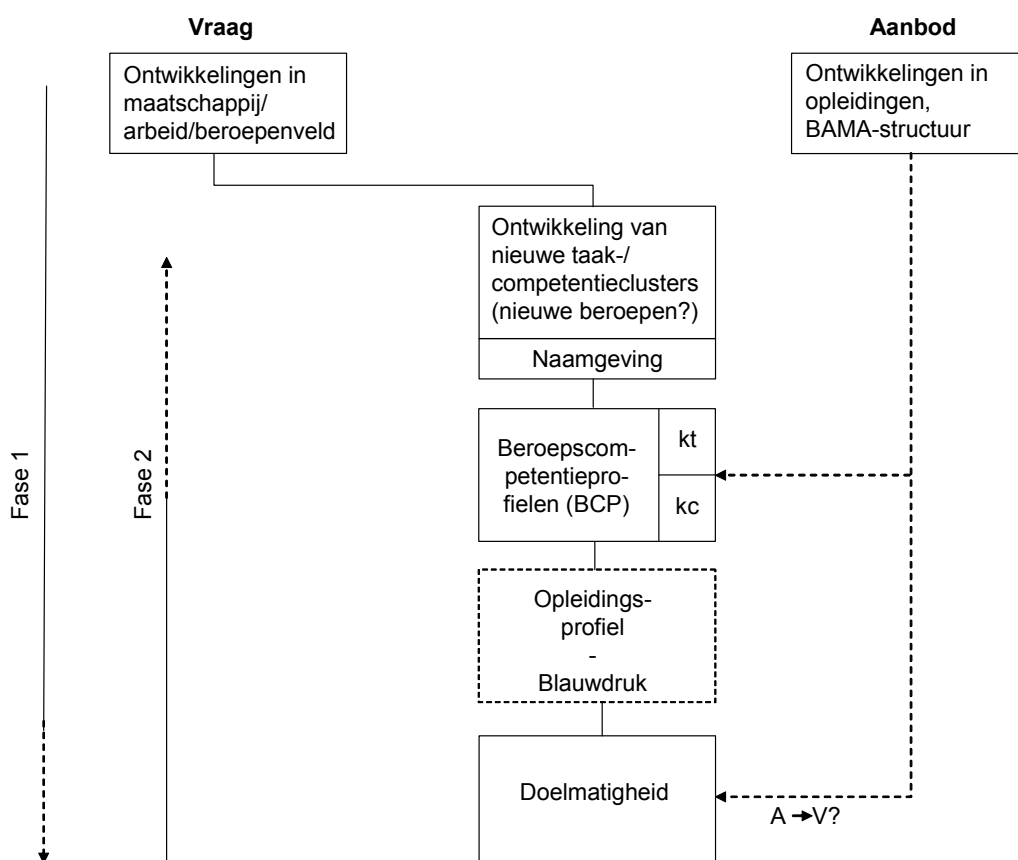 Vraag
Aanbod
Ontwikkelingen in
maatschappij/
arbeid/beroepenveld
Ontwikkelingen in
opleidingen,
BAMA-structuur
Ontwikkeling van
nieuwe taak-/
competentieclusters
(nieuwe beroepen?)
Naamgeving
Beroepscom-
petentiepro-
fielen (BCP)
kt
kc
Fase 1
Fase 2
Opleidings-
profiel
-
Blauwdruk
Doelmatigheid
A → V?